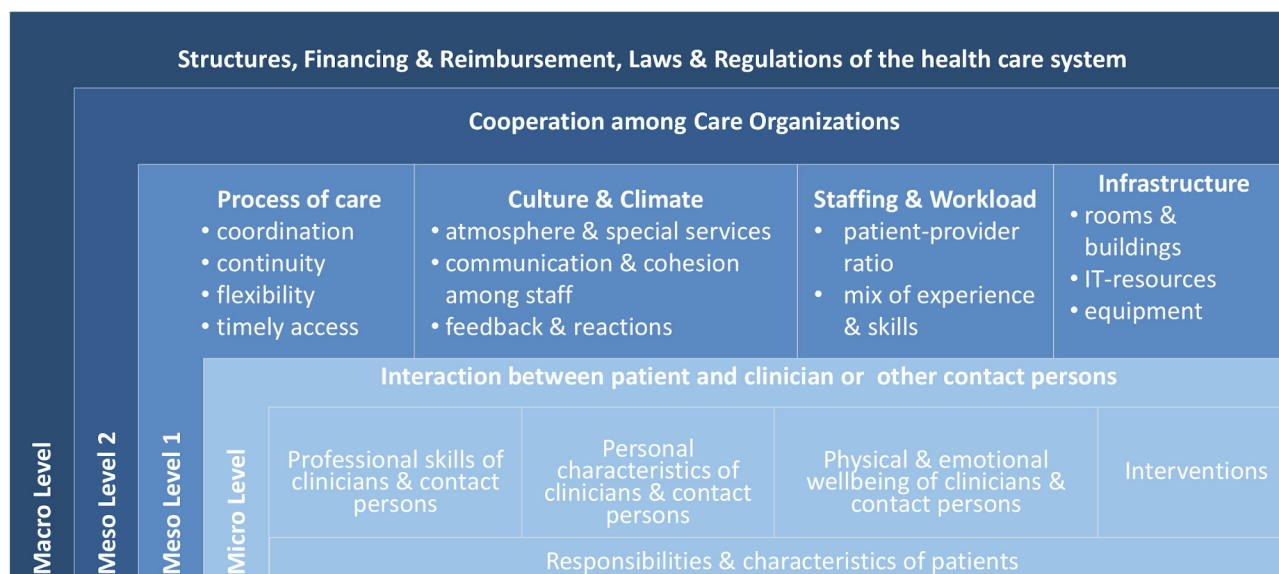 Structures, Financing & Reimbursement, Laws & Regulations of the health care system
Cooperation among Care Organizations
Process of care
• coordination
• continuity
• flexibility
• timely access
Culture & Climate
• atmosphere & special services
• communication & cohesion
among staff
• feedback & reactions
Staffing & Workload
• patient-provider
ratio
• mix of experience
& skills
Infrastructure
• rooms &
buildings
• IT-resources
• equipment
Interaction between patient and clinician or other contact persons
Professional skills of
clinicians & contact
persons
Personal
characteristics of
clinicians & contact
persons
Physical & emotional
wellbeing of clinicians &
contact persons
Interventions
Responsibilities & characteristics of patients
Macro Level
Meso Level 2
Meso Level 1
Micro Level